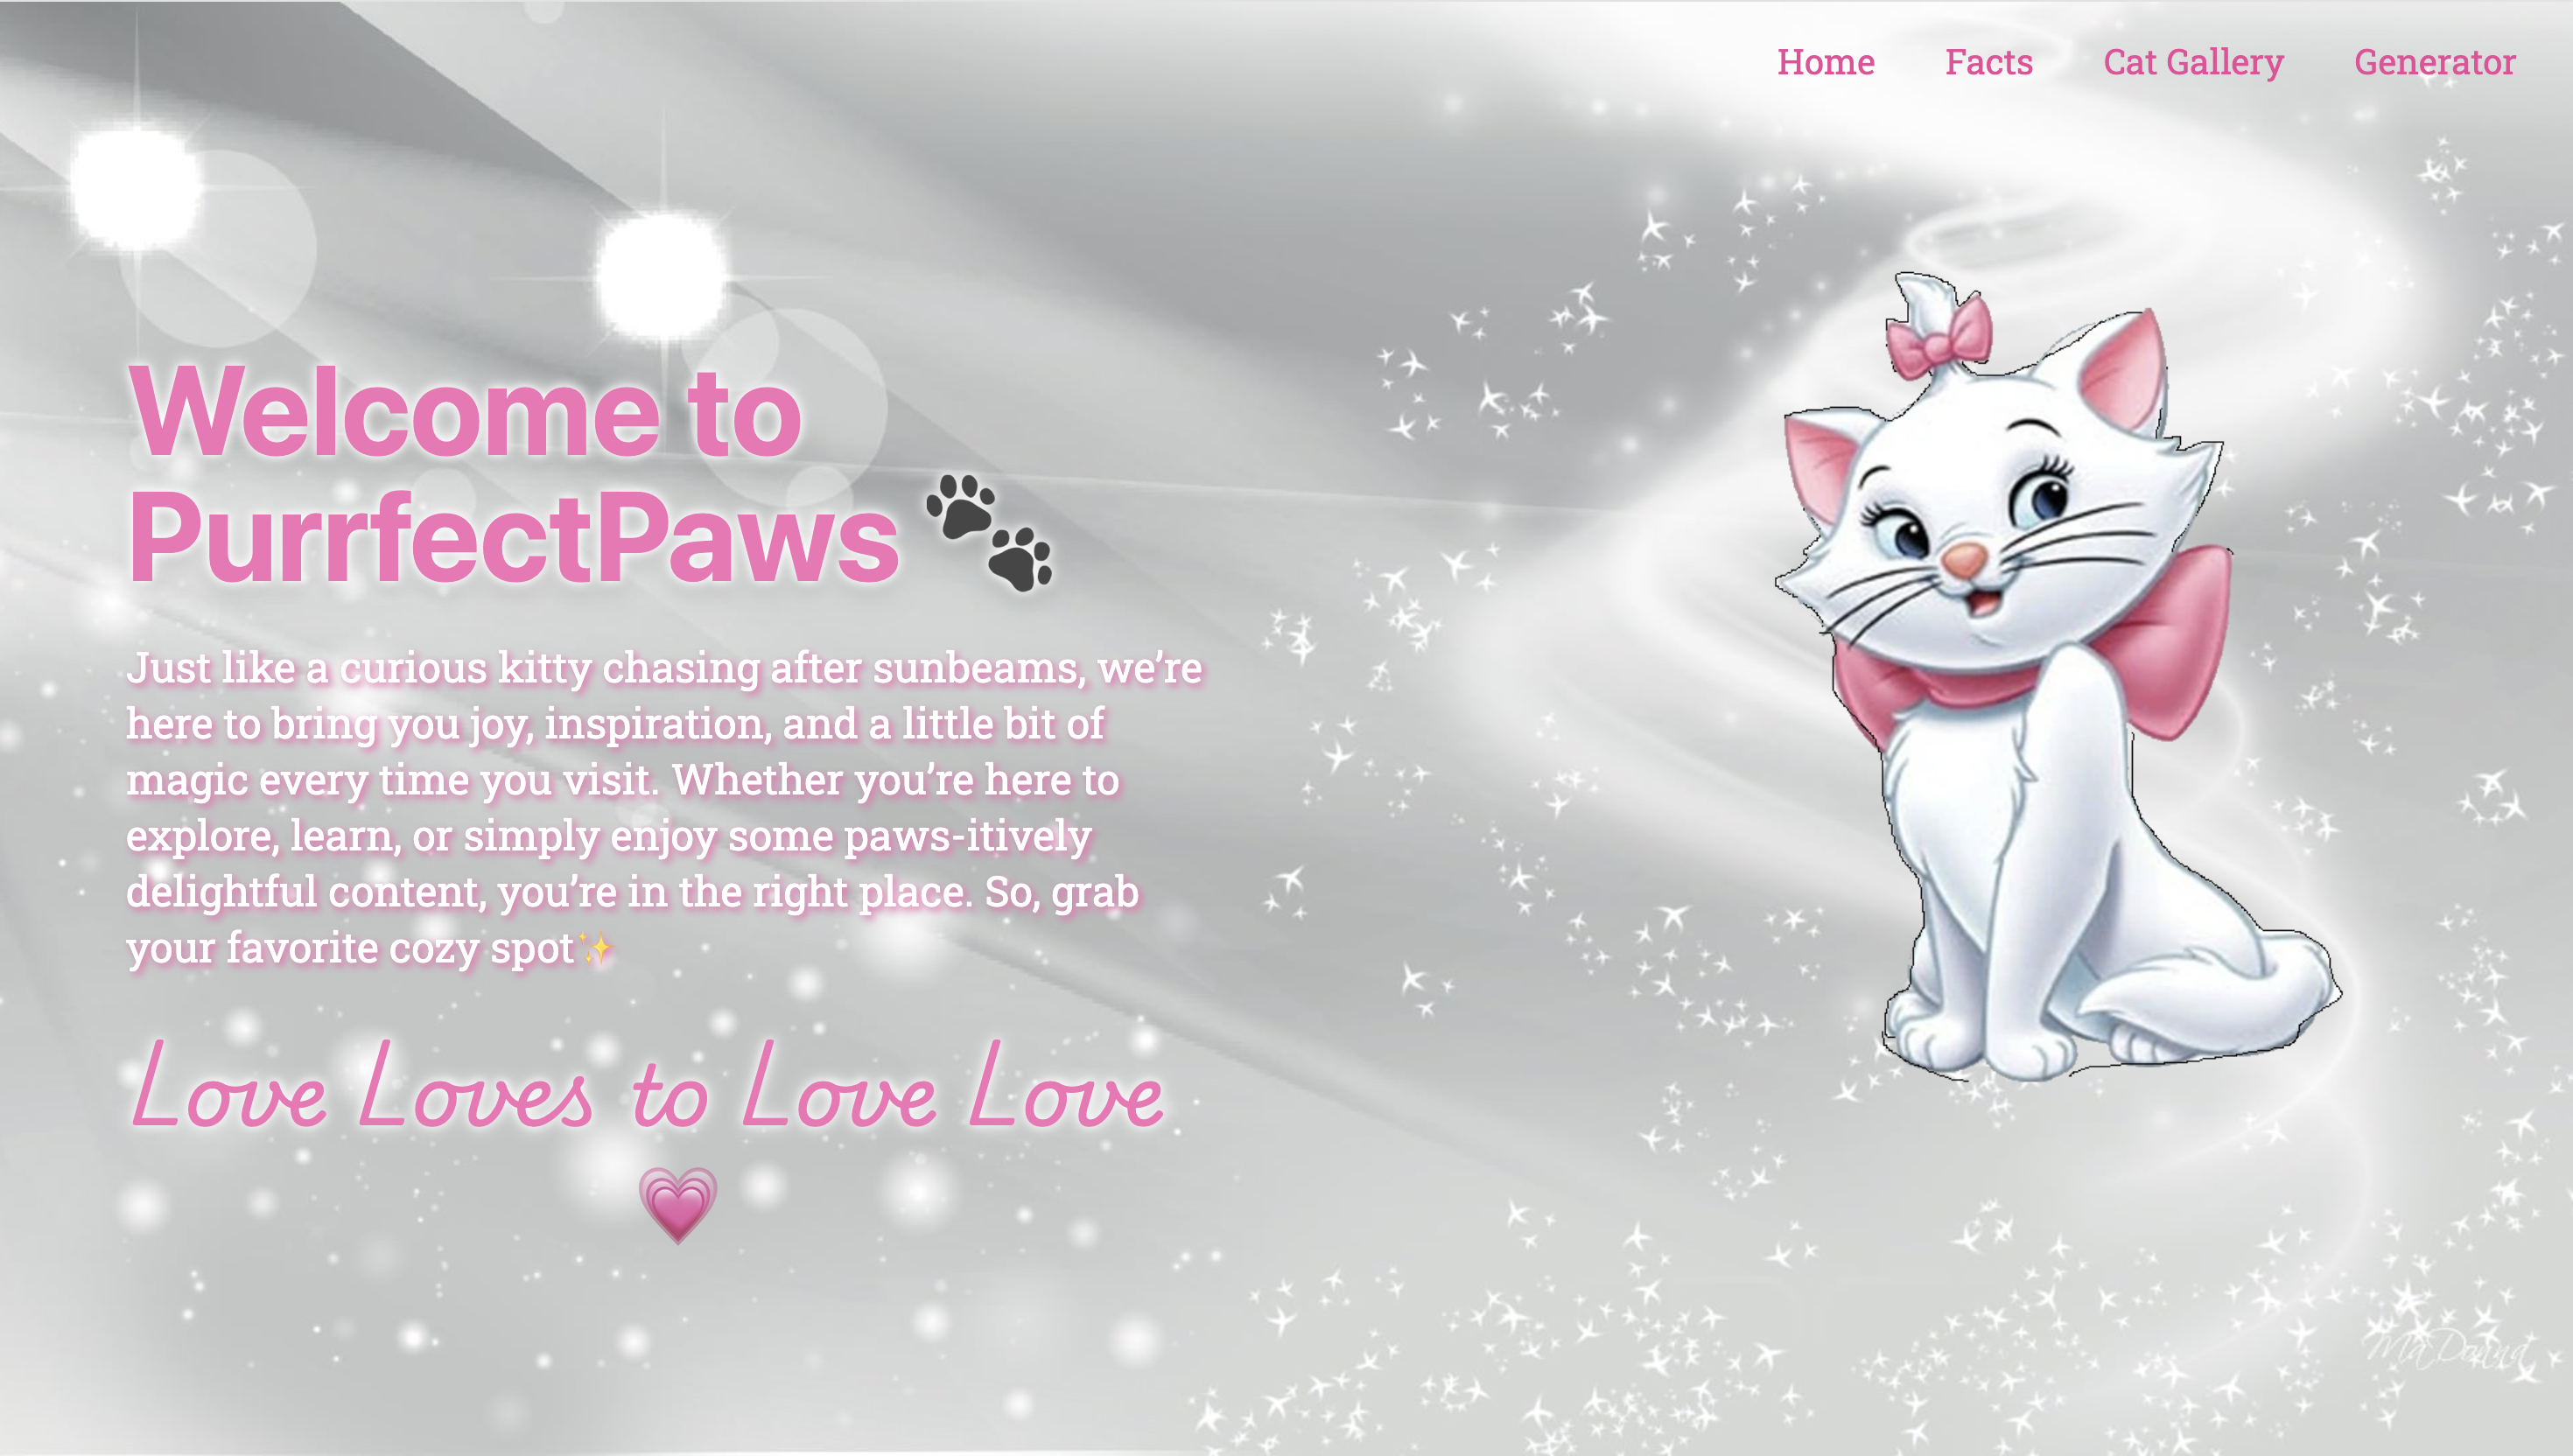 Home Facts Cat Gallery Generator
Welcome to
PurrfectPaws 🐾
Just like a curious kitty chasing after sunbeams, we’re
here to bring you joy, inspiration, and a little bit of
magic every time you visit. Whether you’re here to
explore, learn, or simply enjoy some paws-itively
delightful content, you’re in the right place. So, grab
your favorite cozy spot✨
Love Loves to Love Love
💗
MaDonna